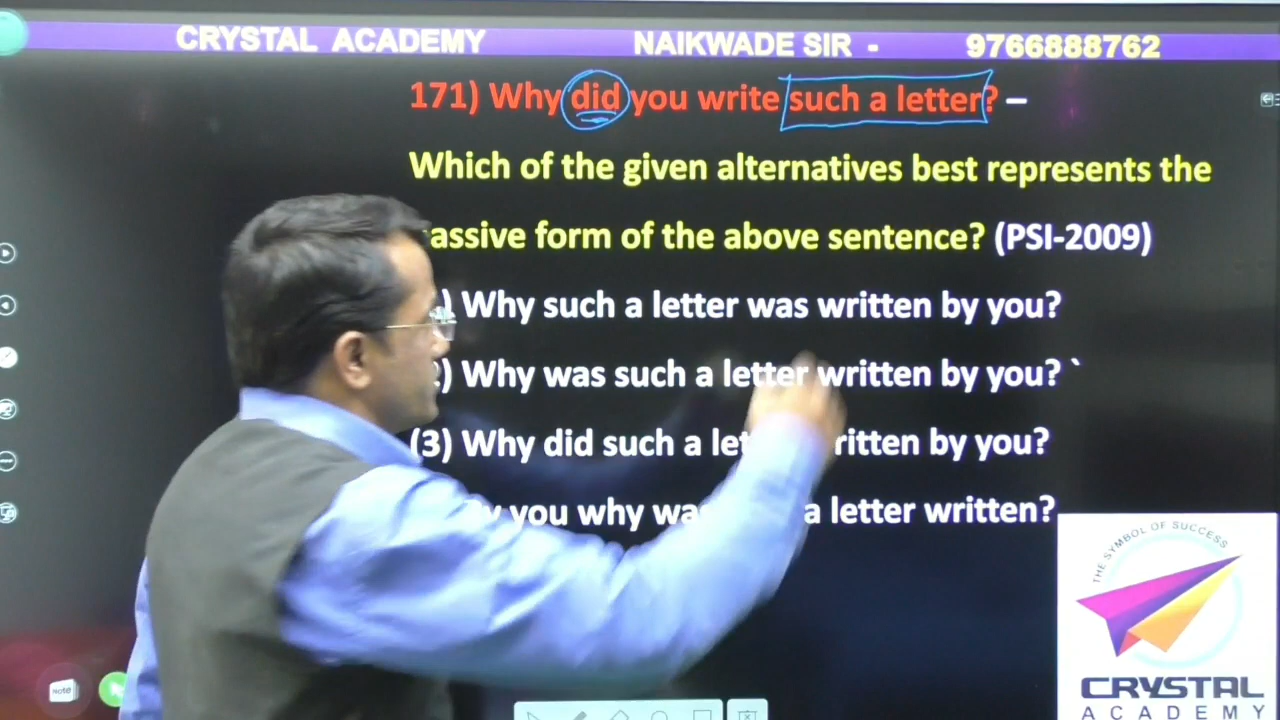 CRYSTAL ACADEMY NAIKWADE SIR - 9766888762
171) Why did you write such a letter? –
Which of the given alternatives best represents the
assive form of the above sentence? (PSI-2009)
) Why such a letter was written by you?
2) Why was such a letter written by you? `
(3) Why did such a let ritten by you?
you why was a letter written?
THE SYMBOL OF SUCCESS
CRYSTAL
ACADEMY
Note